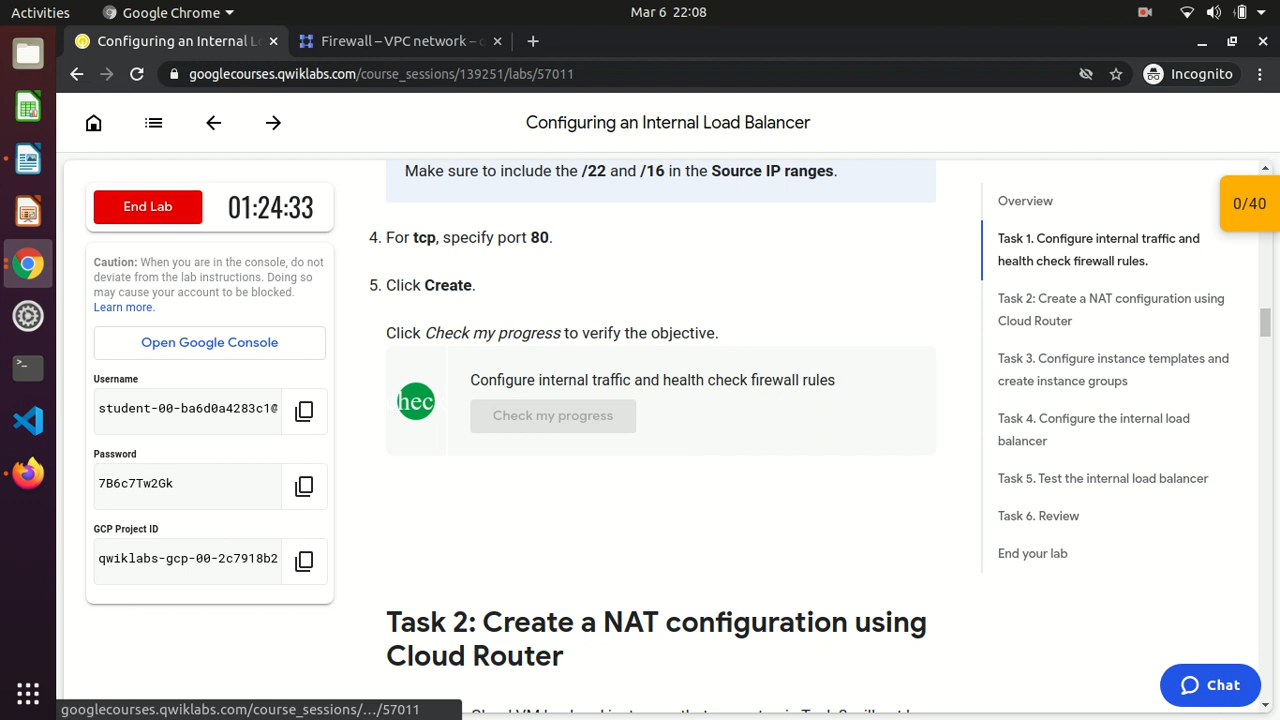 Activities
Google Chrome
Mar 6 22:08
Configuring an Internal L
Firewall – VPC network –
googlecourses.qwiklabs.com/course_sessions/139251/labs/57011
Incognito
Configuring an Internal Load Balancer
End Lab
01:24:33
Caution: When you are in the console, do not
deviate from the lab instructions. Doing so
may cause your account to be blocked.
Learn more.
Open Google Console
Username
student-00-ba6d0a4283c1@
Password
7B6c7Tw2Gk
GCP Project ID
qwiklabs-gcp-00-2c7918b2
Make sure to include the /22 and /16 in the Source IP ranges.
4. For tcp, specify port 80.
5. Click Create.
Click Check my progress to verify the objective.
hec
Configure internal traffic and health check firewall rules
Check my progress
Task 2: Create a NAT configuration using
Cloud Router
Overview
0/40
Task 1. Configure internal traffic and
health check firewall rules.
Task 2: Create a NAT configuration using
Cloud Router
Task 3. Configure instance templates and
create instance groups
Task 4. Configure the internal load
balancer
Task 5. Test the internal load balancer
Task 6. Review
End your lab
Chat
googlecourses.qwiklabs.com/course_sessions/.../57011